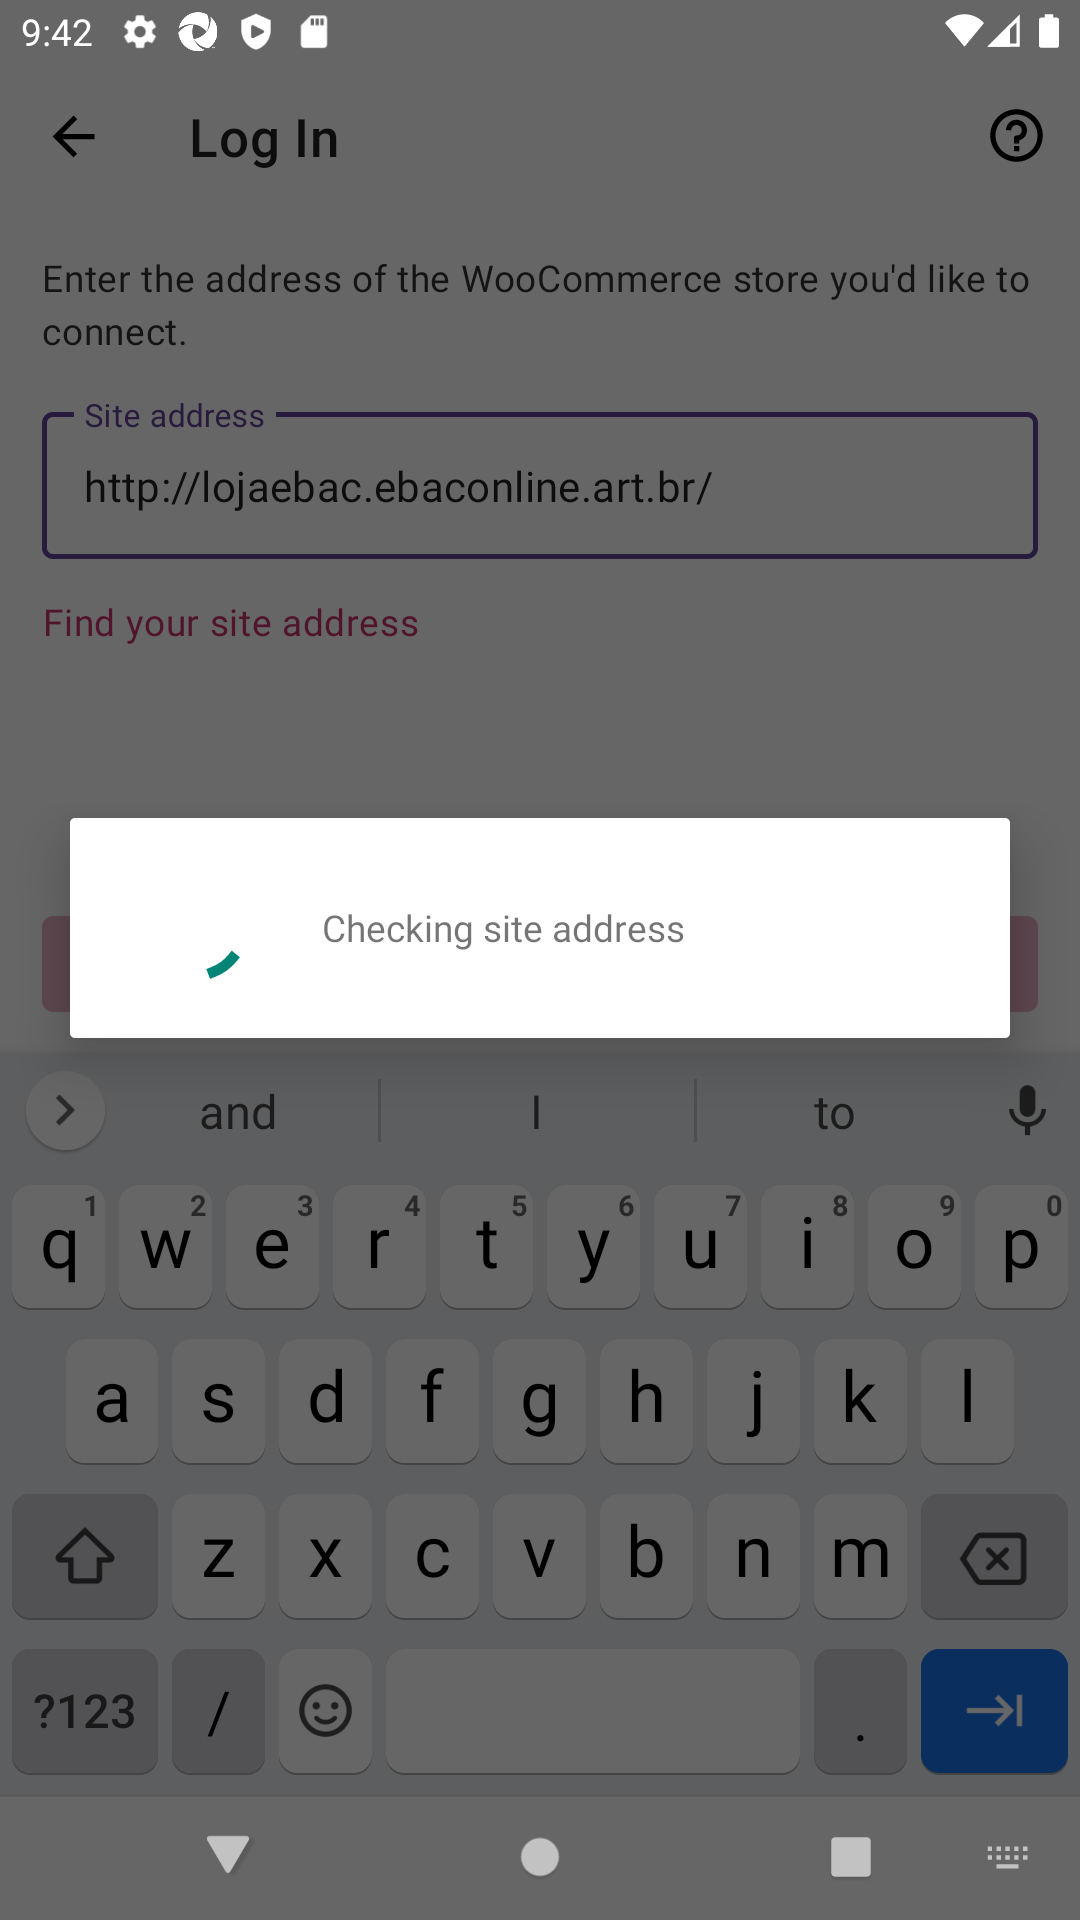 9:42
Log In
Enter the address of the WooCommerce store you'd like to
connect.
Site address
http://lojaebac.ebaconline.art.br/
Find your site address
Checking site address
and I to
1 2 3 4 5 6 7 8 9 0
q w e r t y u i o p
a s d f g h j k l
z x c v b n m
?123 / .